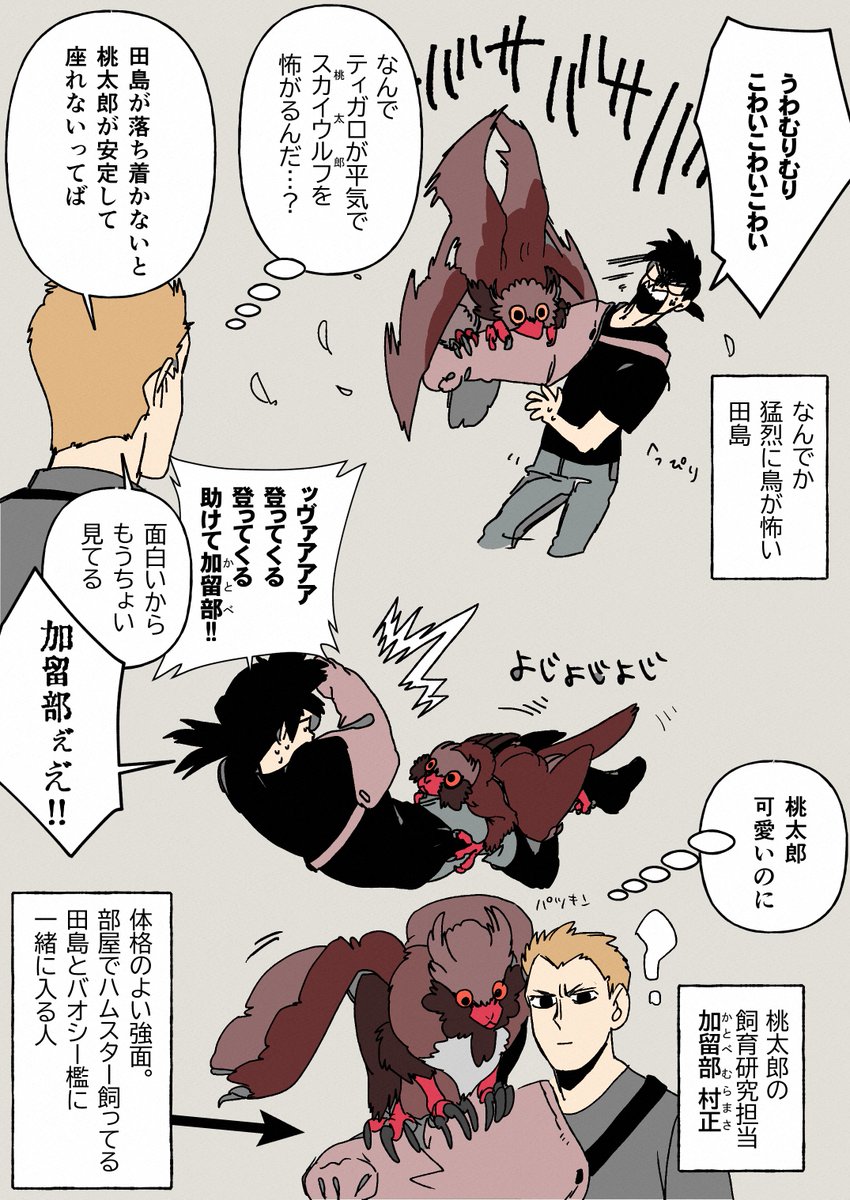 うわむりむり
こわいこわいこわい
バサバサバサ
なんで
ティガロが平気で
スカイウルフを
桃太郎
怖がるんだ…?
田島が落ち着かないと
桃太郎が安定して
座れないってば
なんでか
猛烈に鳥が怖い
田島
へっぴり
ッヴァアアア
登ってくる
登ってくる
助けて加留部!!
かとべ
面白いから
もうちょい
見てる
加留部ぇえ゛!!
よじよじよじ
桃太郎
可愛いのに
パツキン
!?
桃太郎の
飼育研究担当
加留部 村正
かとべむらまさ
体格のよい強面。
部屋でハムスター飼ってる
田島とバオシー檻に
一緒に入る人